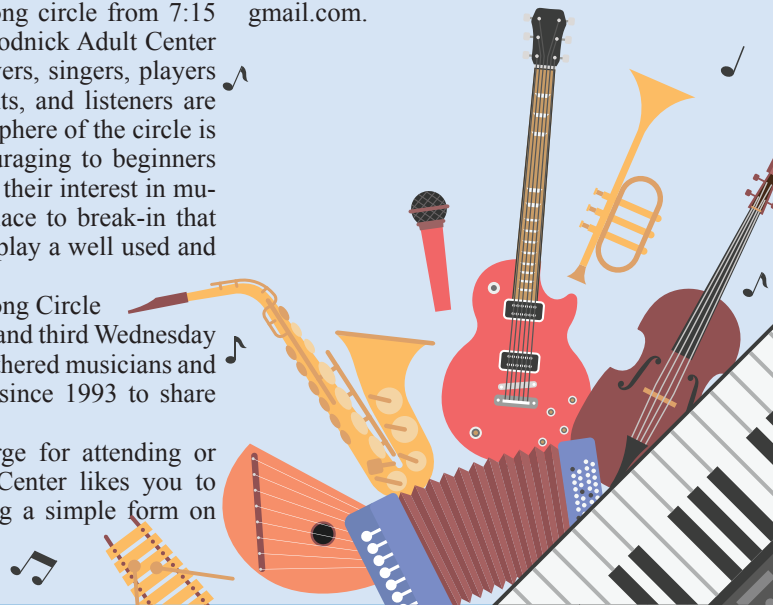 ong circle from 7:15
odnick Adult Center
ers, singers, players
ts, and listeners are
phere of the circle is
uraging to beginners
their interest in mu-
ace to break-in that
play a well used and
ong Circle
and third Wednesday
thered musicians and
since 1993 to share
rge for attending or
Center likes you to
g a simple form on
gmail.com.